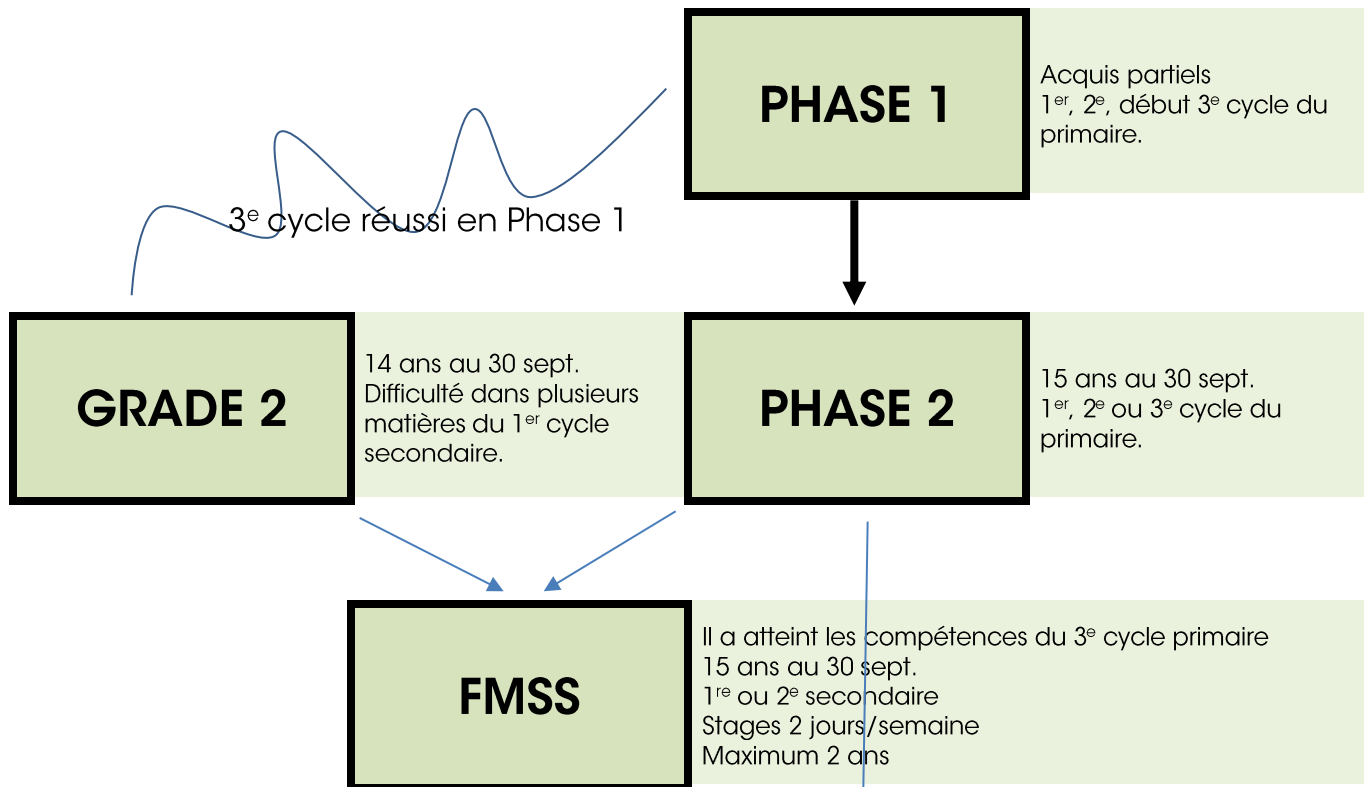 PHASE 1
Acquis partiels
1er, 2e, début 3e cycle du
primaire.
3e cycle réussi en Phase 1
GRADE 2
14 ans au 30 sept.
Difficulté dans plusieurs
matières du 1er cycle
secondaire.
PHASE 2
15 ans au 30 sept.
1er, 2e ou 3e cycle du
primaire.
FMSS
Il a atteint les compétences du 3e cycle primaire
15 ans au 30 sept.
1re ou 2e secondaire
Stages 2 jours/semaine
Maximum 2 ans